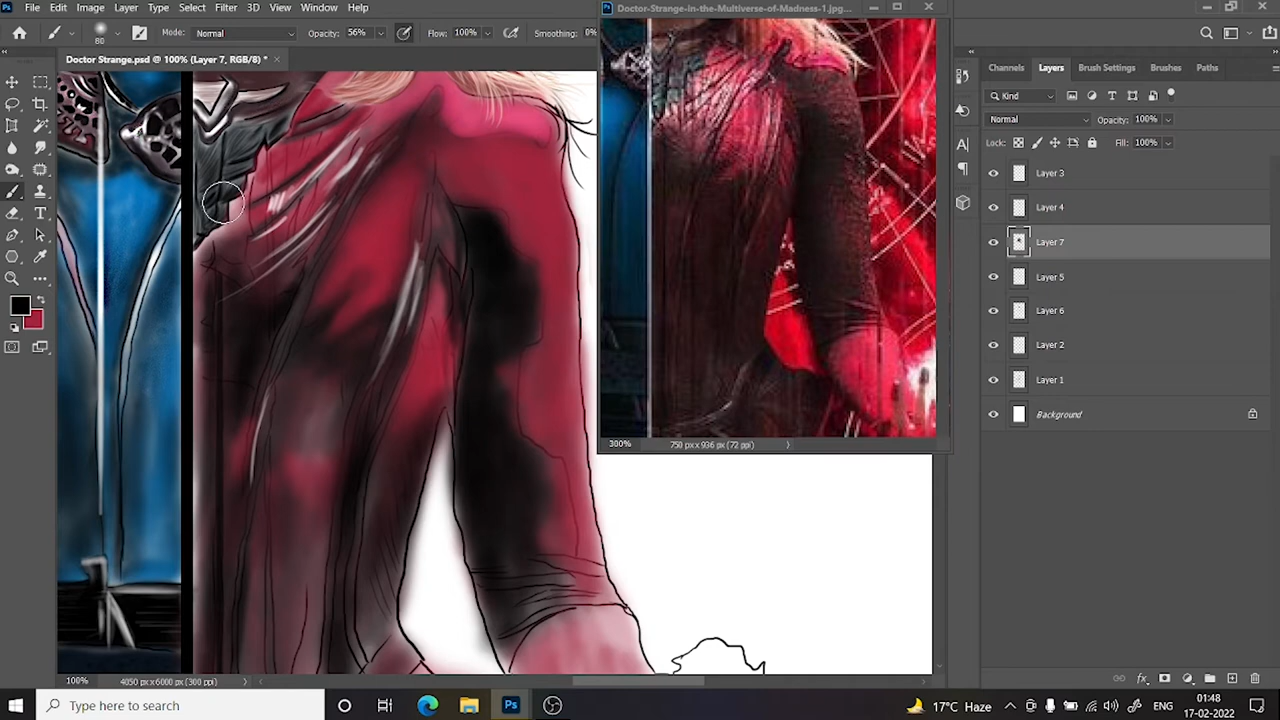 Doctor-Strange-in-the-Multiverse-of-Madness-1.jpg...
File Edit Image Layer Type Select Filter 3D View Window Help
80 Mode: Normal Opacity: 56% Flow: 100% Smoothing: 0%
Doctor Strange.psd @ 100% (Layer 7, RGB/8) *
Channels Layers Brush Settings Brushes Paths
Kind
Normal Opacity: 100%
Lock: Fill: 100%
Layer 3
Layer 4
Layer 7
Layer 5
Layer 6
Layer 2
Layer 1
Background
300% 750 px x 936 px (72 ppi)
100% 4050 px x 6000 px (300 ppi)
Type here to search
17°C Haze
ENG
01:48
17-02-2022